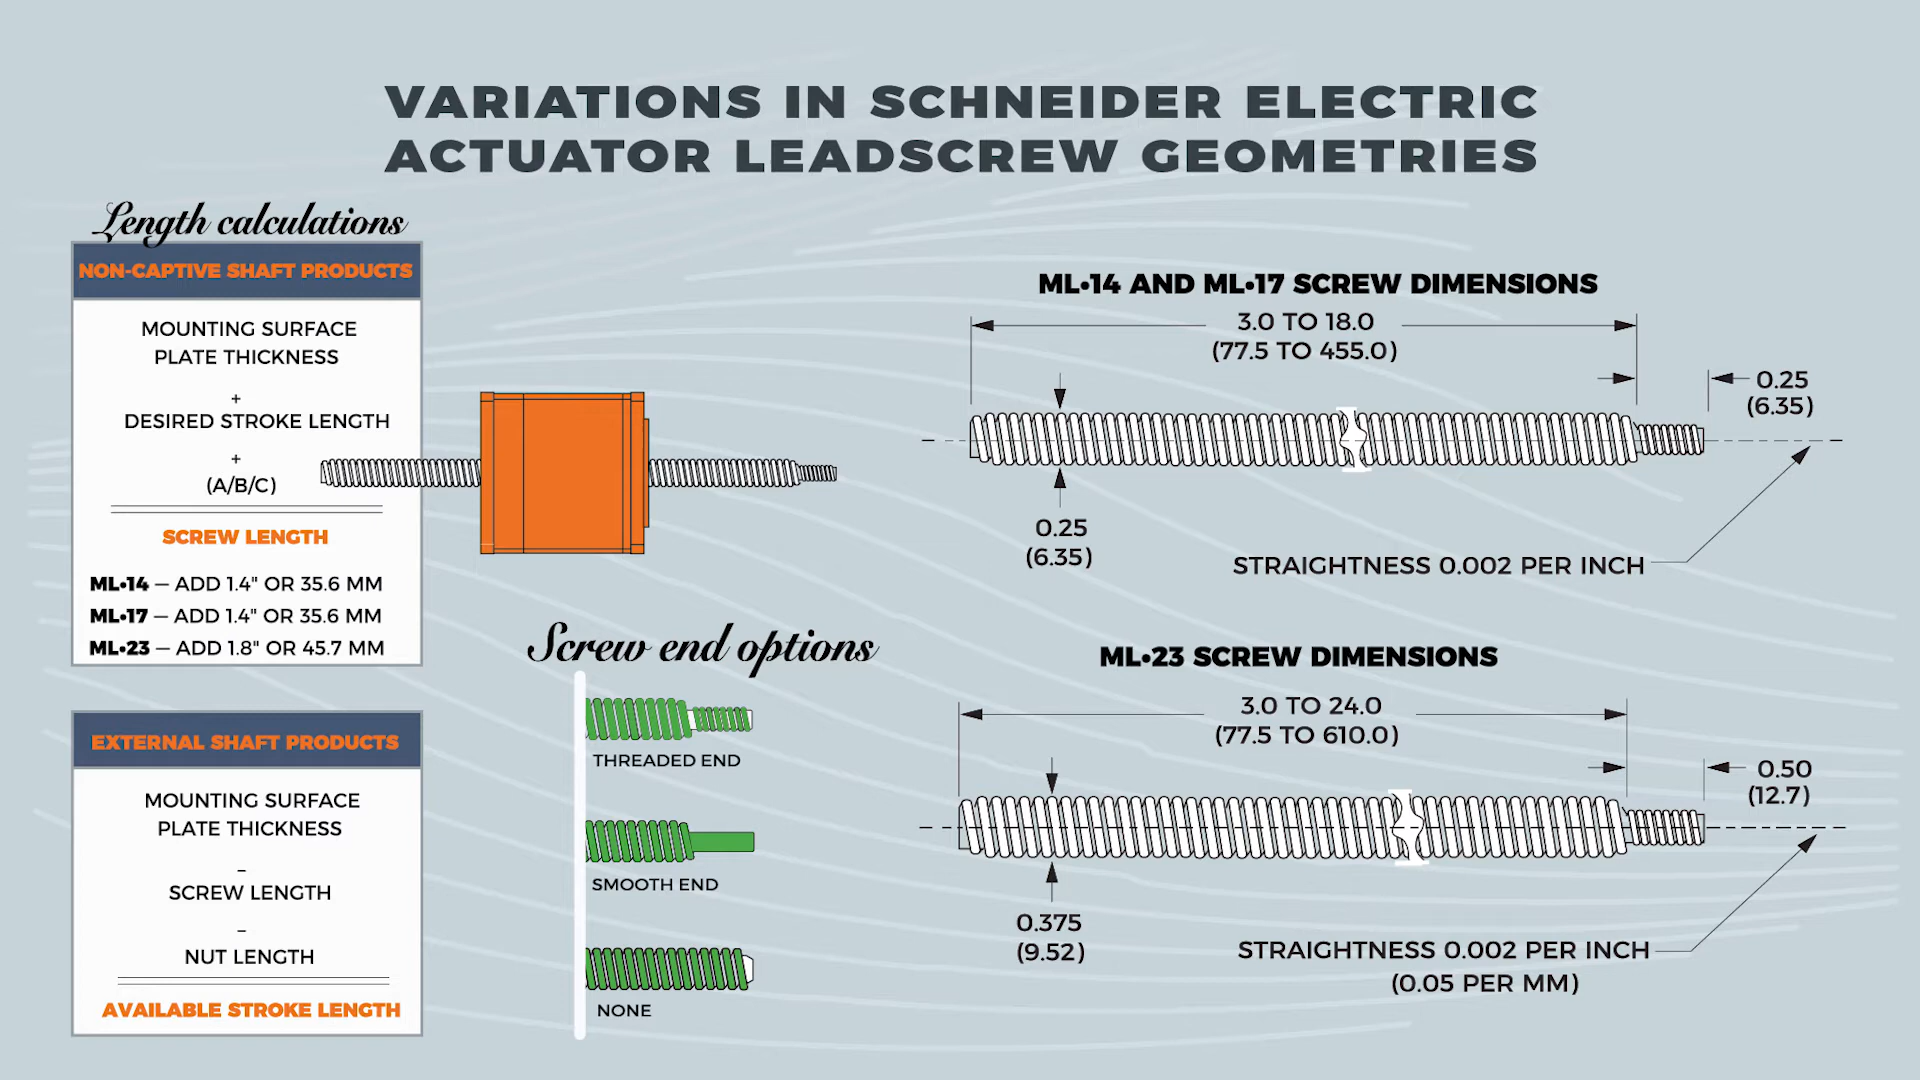 VARIATIONS IN SCHNEIDER ELECTRIC
ACTUATOR LEADSCREW GEOMETRIES
Length calculations
NON-CAPTIVE SHAFT PRODUCTS
MOUNTING SURFACE
PLATE THICKNESS
+
DESIRED STROKE LENGTH
+
(A/B/C)
SCREW LENGTH
ML•14 – ADD 1.4" OR 35.6 MM
ML•17 – ADD 1.4" OR 35.6 MM
ML•23 – ADD 1.8" OR 45.7 MM
EXTERNAL SHAFT PRODUCTS
MOUNTING SURFACE
PLATE THICKNESS
–
SCREW LENGTH
–
NUT LENGTH
AVAILABLE STROKE LENGTH
Screw end options
THREADED END
SMOOTH END
NONE
ML•14 AND ML•17 SCREW DIMENSIONS
3.0 TO 18.0
(77.5 TO 455.0)
0.25
(6.35)
0.25
(6.35)
STRAIGHTNESS 0.002 PER INCH
ML•23 SCREW DIMENSIONS
3.0 TO 24.0
(77.5 TO 610.0)
0.50
(12.7)
0.375
(9.52)
STRAIGHTNESS 0.002 PER INCH
(0.05 PER MM)